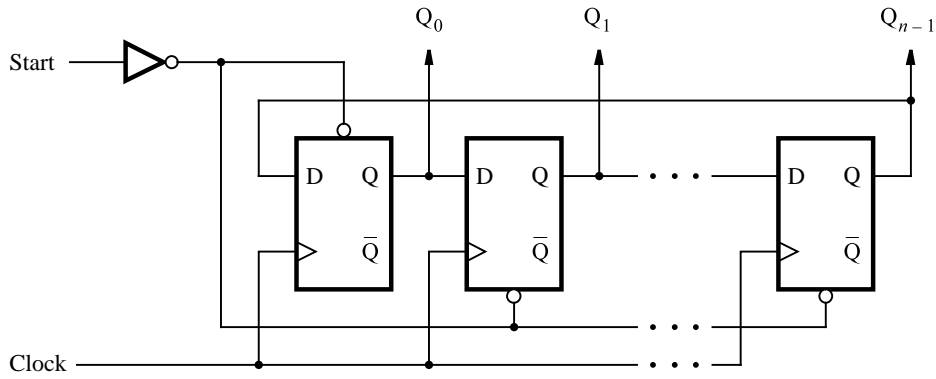 Q₀ Q₁ Qₙ₋₁
Start
D Q D Q D Q
Q̅ Q̅ Q̅
Clock